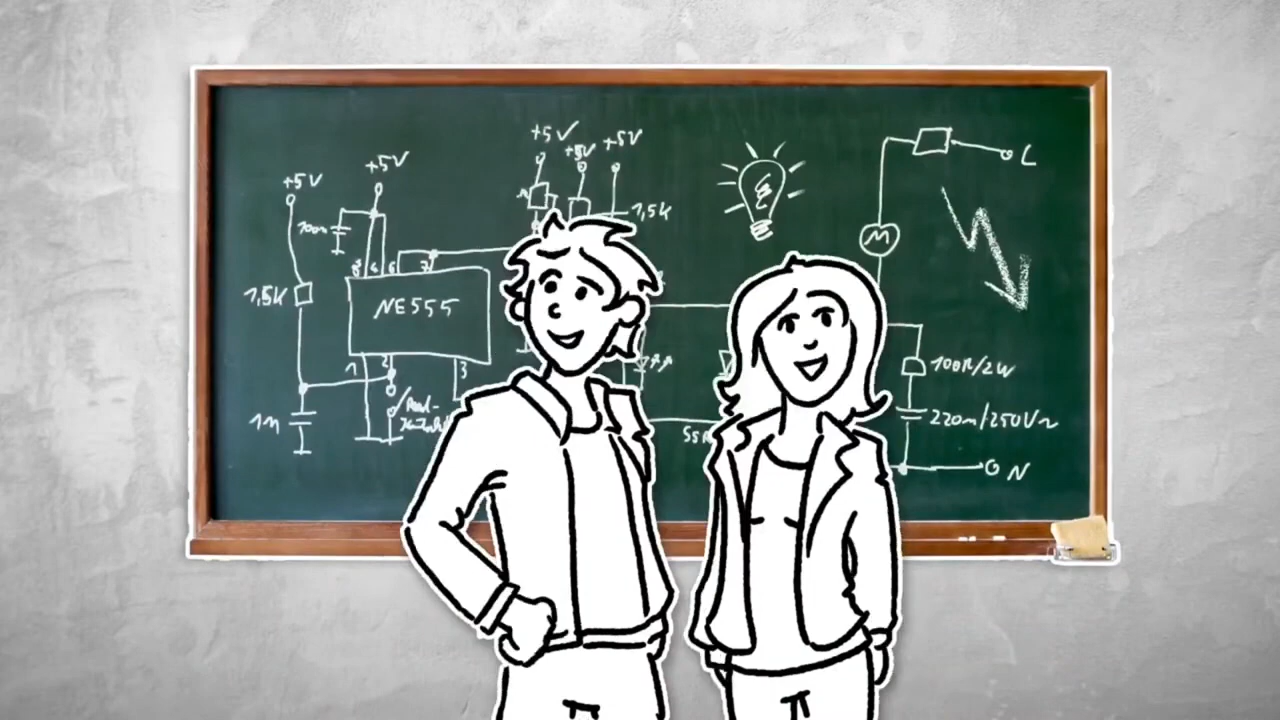 +5V
+5V
+5V
+5V
+5V
100n
1,5K
1,5K
8
4
6
7
NE555
1
2
3
1n
L
M
100R/2W
220n/250V~
N